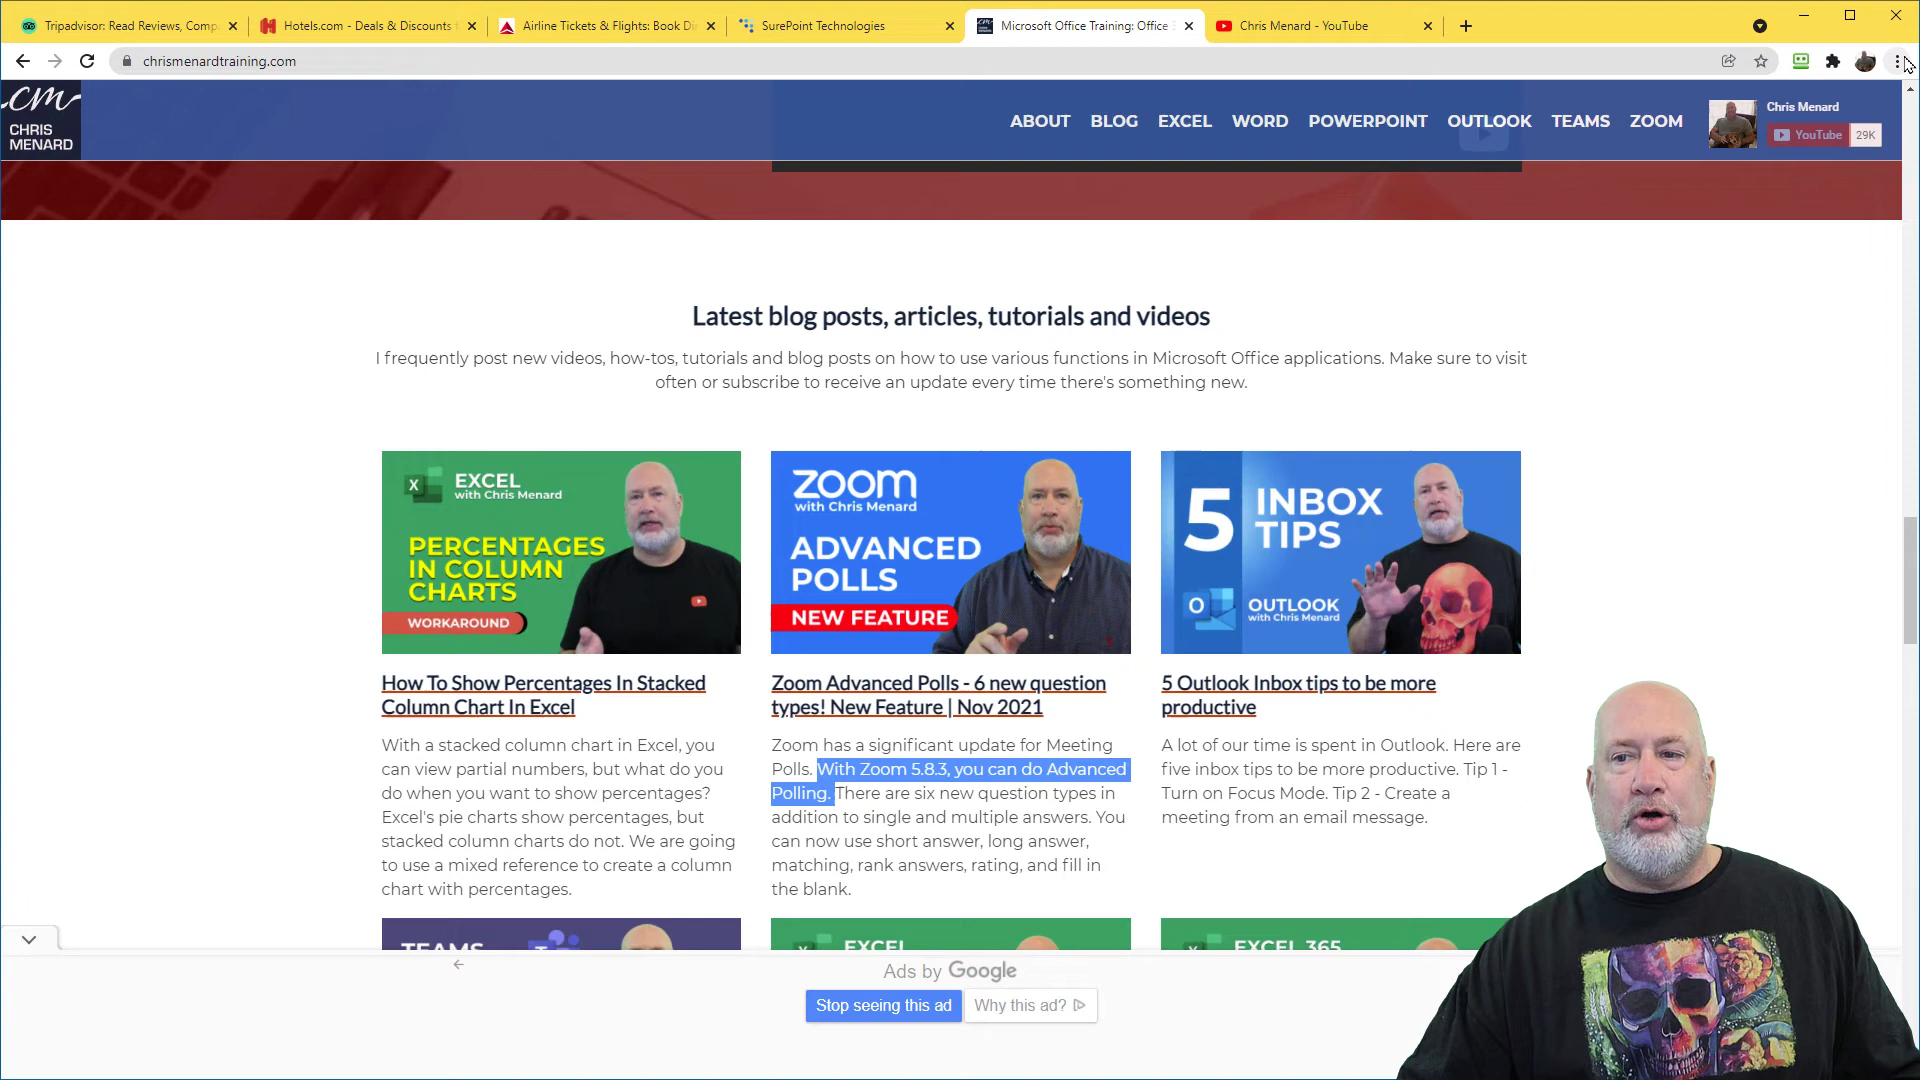 Tripadvisor: Read Reviews, Comp
Hotels.com - Deals & Discounts
Airline Tickets & Flights: Book Di
SurePoint Technologies
Microsoft Office Training: Office
Chris Menard - YouTube
chrismenardtraining.com
CM
CHRIS
MENARD
ABOUT
BLOG
EXCEL
WORD
POWERPOINT
OUTLOOK
TEAMS
ZOOM
Chris Menard
YouTube
29K
Latest blog posts, articles, tutorials and videos
I frequently post new videos, how-tos, tutorials and blog posts on how to use various functions in Microsoft Office applications. Make sure to visit
often or subscribe to receive an update every time there's something new.
X
EXCEL
with Chris Menard
PERCENTAGES
IN COLUMN
CHARTS
WORKAROUND
zoom
with Chris Menard
ADVANCED
POLLS
NEW FEATURE
5
INBOX
TIPS
O
OUTLOOK
with Chris Menard
How To Show Percentages In Stacked
Column Chart In Excel
With a stacked column chart in Excel, you
can view partial numbers, but what do you
do when you want to show percentages?
Excel's pie charts show percentages, but
stacked column charts do not. We are going
to use a mixed reference to create a column
chart with percentages.
Zoom Advanced Polls - 6 new question
types! New Feature | Nov 2021
Zoom has a significant update for Meeting
Polls. With Zoom 5.8.3, you can do Advanced
Polling. There are six new question types in
addition to single and multiple answers. You
can now use short answer, long answer,
matching, rank answers, rating, and fill in
the blank.
5 Outlook Inbox tips to be more
productive
A lot of our time is spent in Outlook. Here are
five inbox tips to be more productive. Tip 1 -
Turn on Focus Mode. Tip 2 - Create a
meeting from an email message.
TEAMS
EXCEL
EXCEL 365
Ads by Google
Stop seeing this ad
Why this ad?